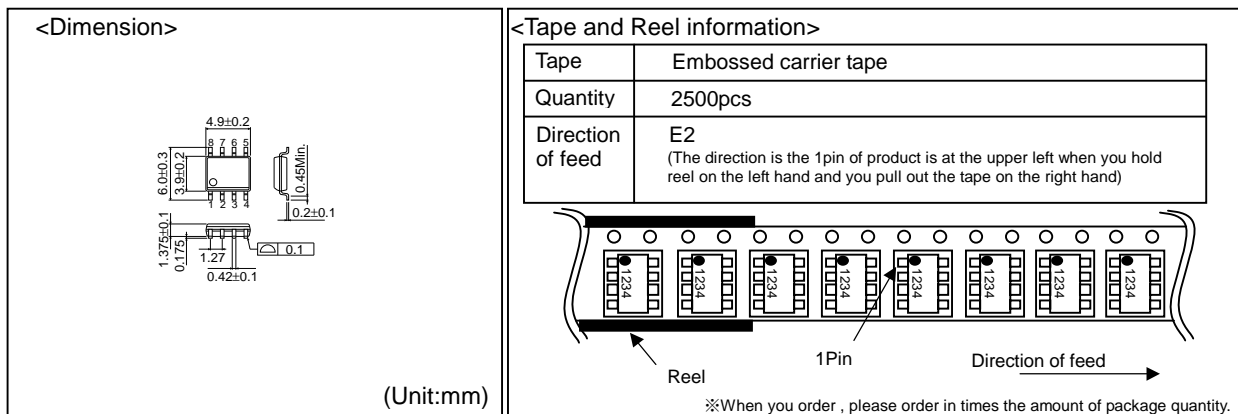 <Dimension>
4.9±0.2
8 7 6 5
6.0±0.3
3.9±0.2
0.45Min.
1 2 3 4
0.2±0.1
1.375±0.1
0.175
1.27
0.1
0.42±0.1
(Unit:mm)
<Tape and Reel information>
Tape Embossed carrier tape
Quantity 2500pcs
Direction of feed E2
(The direction is the 1pin of product is at the upper left when you hold
reel on the left hand and you pull out the tape on the right hand)
1234 1234 1234 1234 1234 1234 1234 1234
Reel
1Pin
Direction of feed
※When you order , please order in times the amount of package quantity.